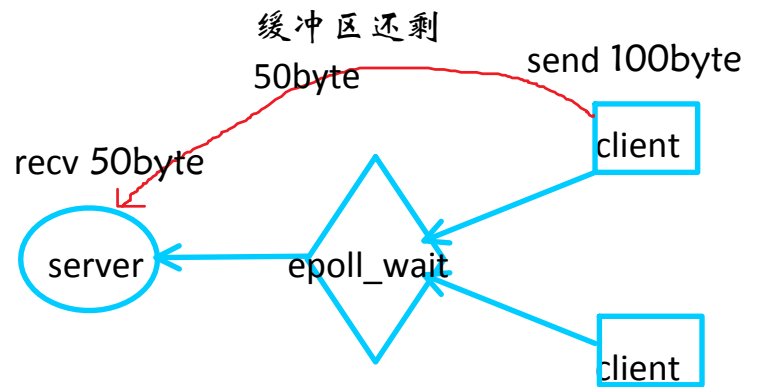 缓冲区还剩
50byte
send 100byte
client
recv 50byte
server
epoll_wait
client